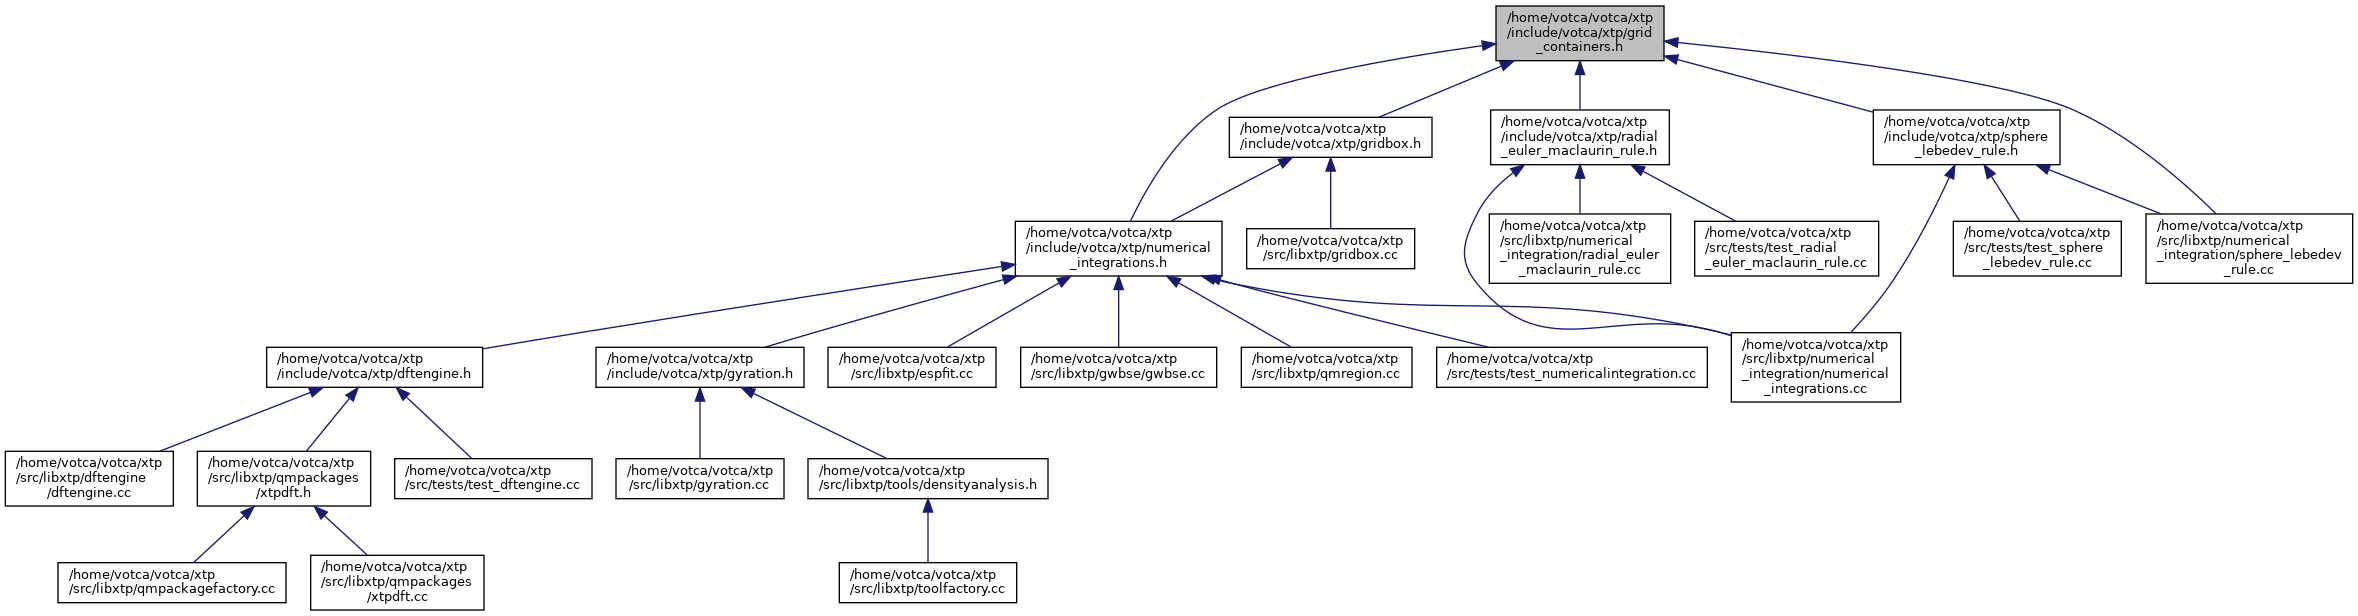 /home/votca/votca/xtp
/include/votca/xtp/grid
_containers.h
/home/votca/votca/xtp
/include/votca/xtp/gridbox.h
/home/votca/votca/xtp
/include/votca/xtp/radial
_euler_maclaurin_rule.h
/home/votca/votca/xtp
/include/votca/xtp/sphere
_lebedev_rule.h
/home/votca/votca/xtp
/include/votca/xtp/numerical
_integrations.h
/home/votca/votca/xtp
/src/libxtp/gridbox.cc
/home/votca/votca/xtp
/src/libxtp/numerical
_integration/radial_euler
_maclaurin_rule.cc
/home/votca/votca/xtp
/src/tests/test_radial
_euler_maclaurin_rule.cc
/home/votca/votca/xtp
/src/tests/test_sphere
_lebedev_rule.cc
/home/votca/votca/xtp
/src/libxtp/numerical
_integration/sphere_lebedev
_rule.cc
/home/votca/votca/xtp
/include/votca/xtp/dftengine.h
/home/votca/votca/xtp
/include/votca/xtp/gyration.h
/home/votca/votca/xtp
/src/libxtp/espfit.cc
/home/votca/votca/xtp
/src/libxtp/gwbse/gwbse.cc
/home/votca/votca/xtp
/src/libxtp/qmregion.cc
/home/votca/votca/xtp
/src/tests/test_numericalintegration.cc
/home/votca/votca/xtp
/src/libxtp/numerical
_integration/numerical
_integrations.cc
/home/votca/votca/xtp
/src/libxtp/dftengine
/dftengine.cc
/home/votca/votca/xtp
/src/libxtp/qmpackages
/xtpdft.h
/home/votca/votca/xtp
/src/tests/test_dftengine.cc
/home/votca/votca/xtp
/src/libxtp/gyration.cc
/home/votca/votca/xtp
/src/libxtp/tools/densityanalysis.h
/home/votca/votca/xtp
/src/libxtp/qmpackagefactory.cc
/home/votca/votca/xtp
/src/libxtp/qmpackages
/xtpdft.cc
/home/votca/votca/xtp
/src/libxtp/toolfactory.cc